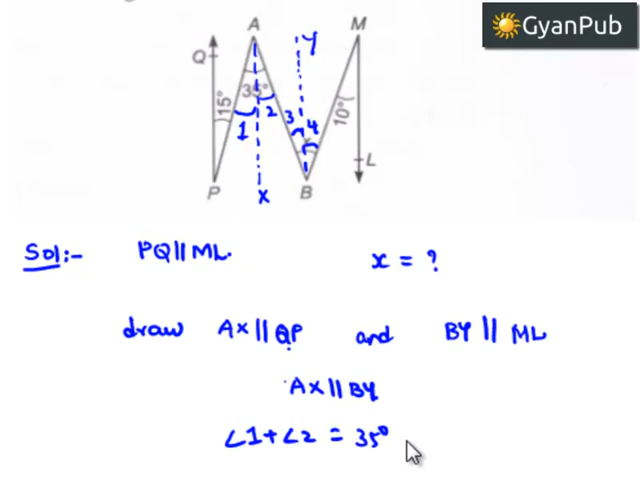 GyanPub
A Y M
Q
35°
15° 2 3 4 10°
1
L
P X B
Sol:- PQ || ML. x = ?
draw AX || QP and BY || ML
AX || BY
∠1 + ∠2 = 35°